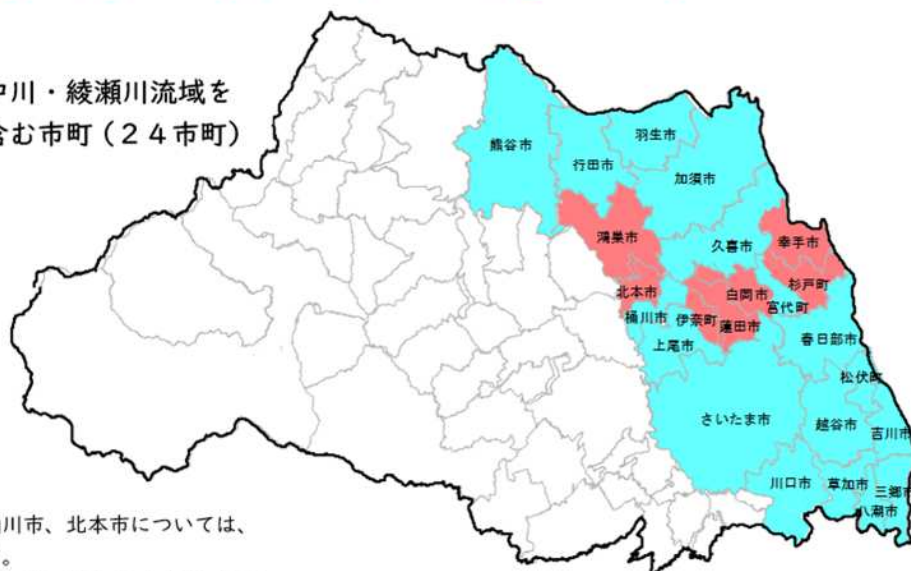 中川・綾瀬川流域を
含む市町（２４市町）
熊谷市
行田市
羽生市
加須市
鴻巣市
久喜市
幸手市
北本市
白岡市
杉戸町
宮代町
桶川市
伊奈町
蓮田市
上尾市
春日部市
松伏町
さいたま市
越谷市
吉川市
川口市
草加市
三郷市
八潮市
川市、北本市については、
。